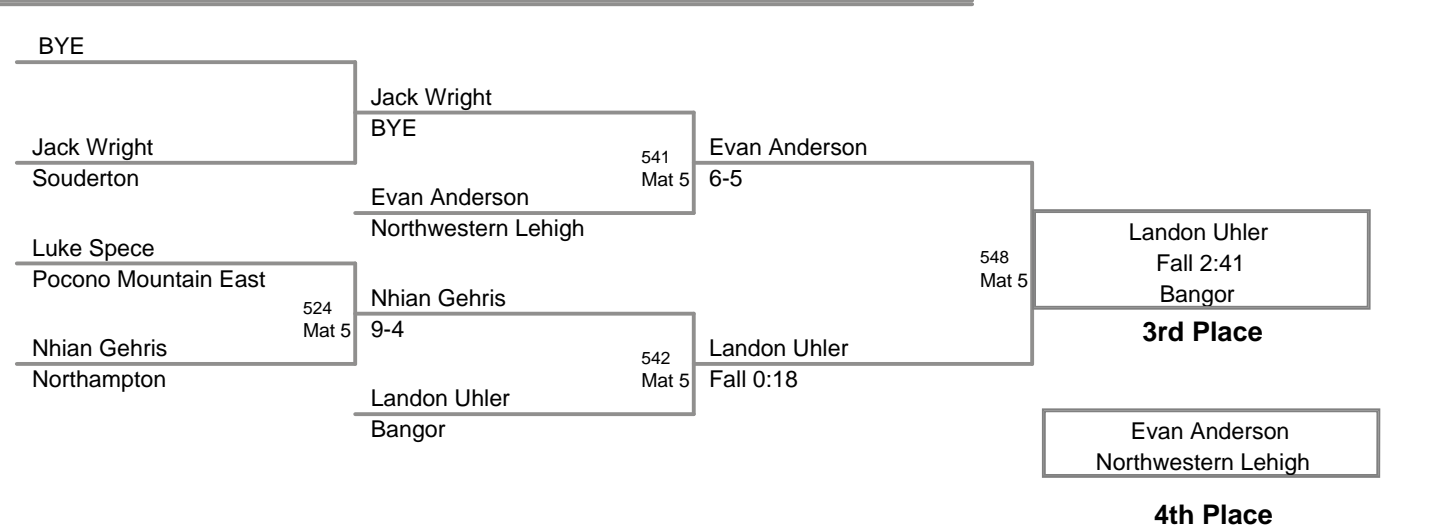 BYE
Jack Wright
BYE
Jack Wright
Souderton
541
Mat 5
Evan Anderson
6-5
Evan Anderson
Northwestern Lehigh
Luke Spece
Pocono Mountain East
524
Mat 5
Nhian Gehris
9-4
Nhian Gehris
Northampton
542
Mat 5
Landon Uhler
Fall 0:18
Landon Uhler
Bangor
548
Mat 5
Landon Uhler
Fall 2:41
Bangor
3rd Place
Evan Anderson
Northwestern Lehigh
4th Place